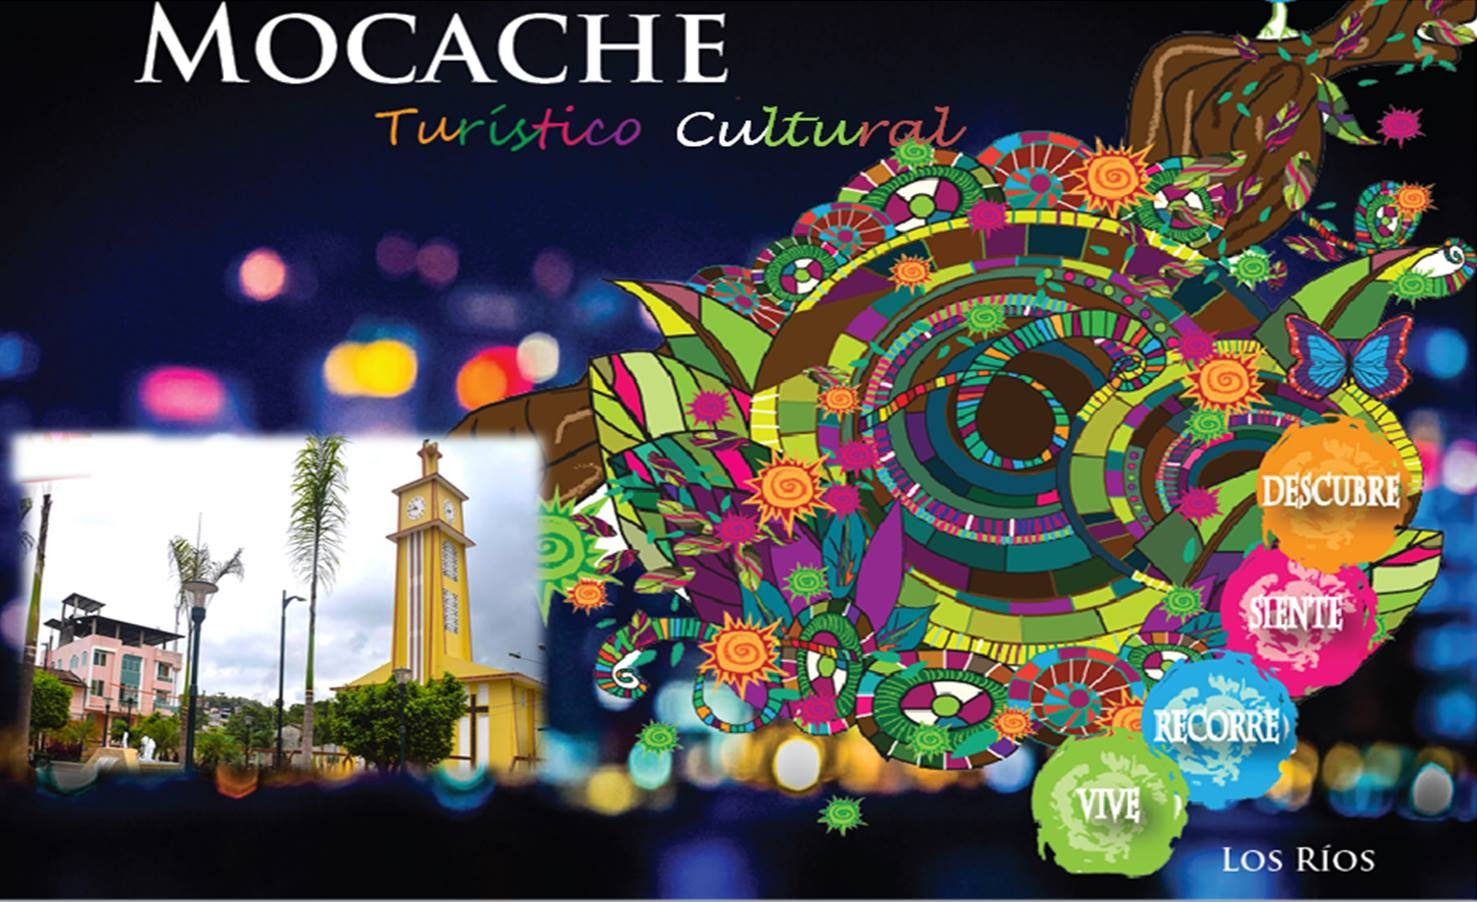 MOCACHE
Turístico Cultural
DESCUBRE
SIENTE
RECORRE
VIVE
LOS RÍOS